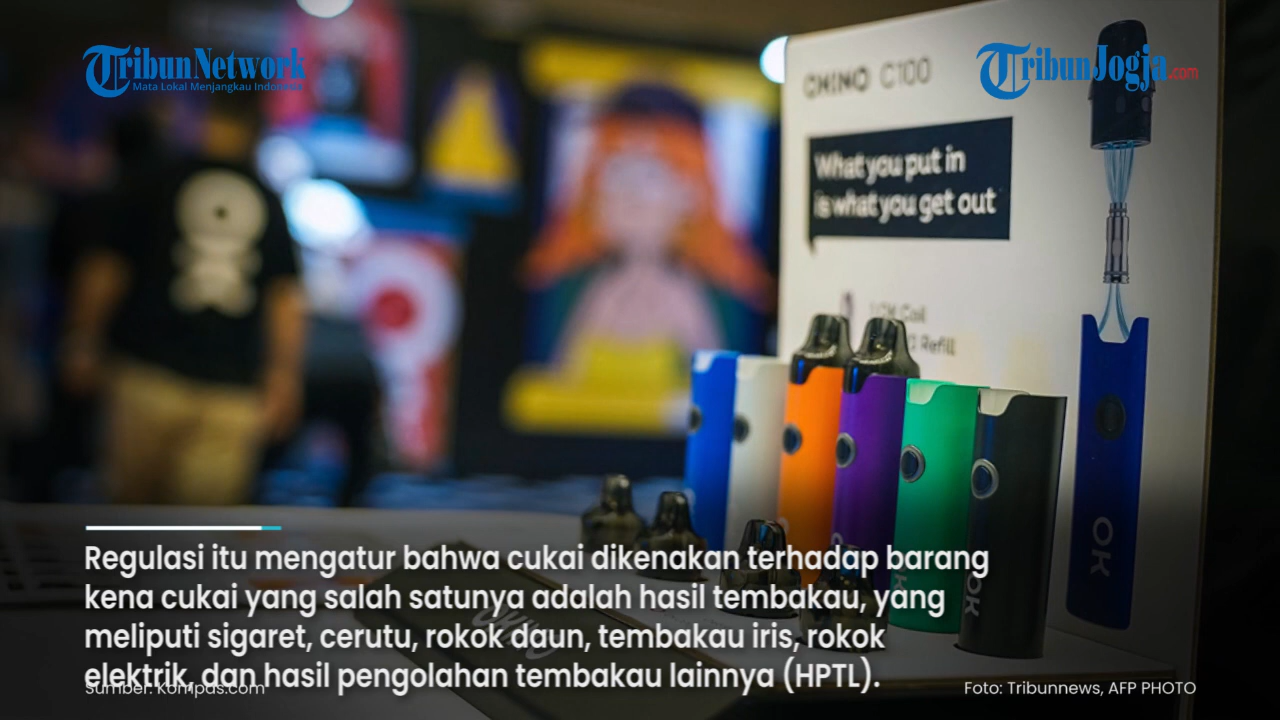 TribunNetwork
Mata Lokal Menjangkau Indonesia
TribunJogja.com
OXINO C100
What you put in
is what you get out
Refill
OK
OK
Regulasi itu mengatur bahwa cukai dikenakan terhadap barang
kena cukai yang salah satunya adalah hasil tembakau, yang
meliputi sigaret, cerutu, rokok daun, tembakau iris, rokok
elektrik, dan hasil pengolahan tembakau lainnya (HPTL).
Sumber: Kompas.com
Foto: Tribunnews, AFP PHOTO